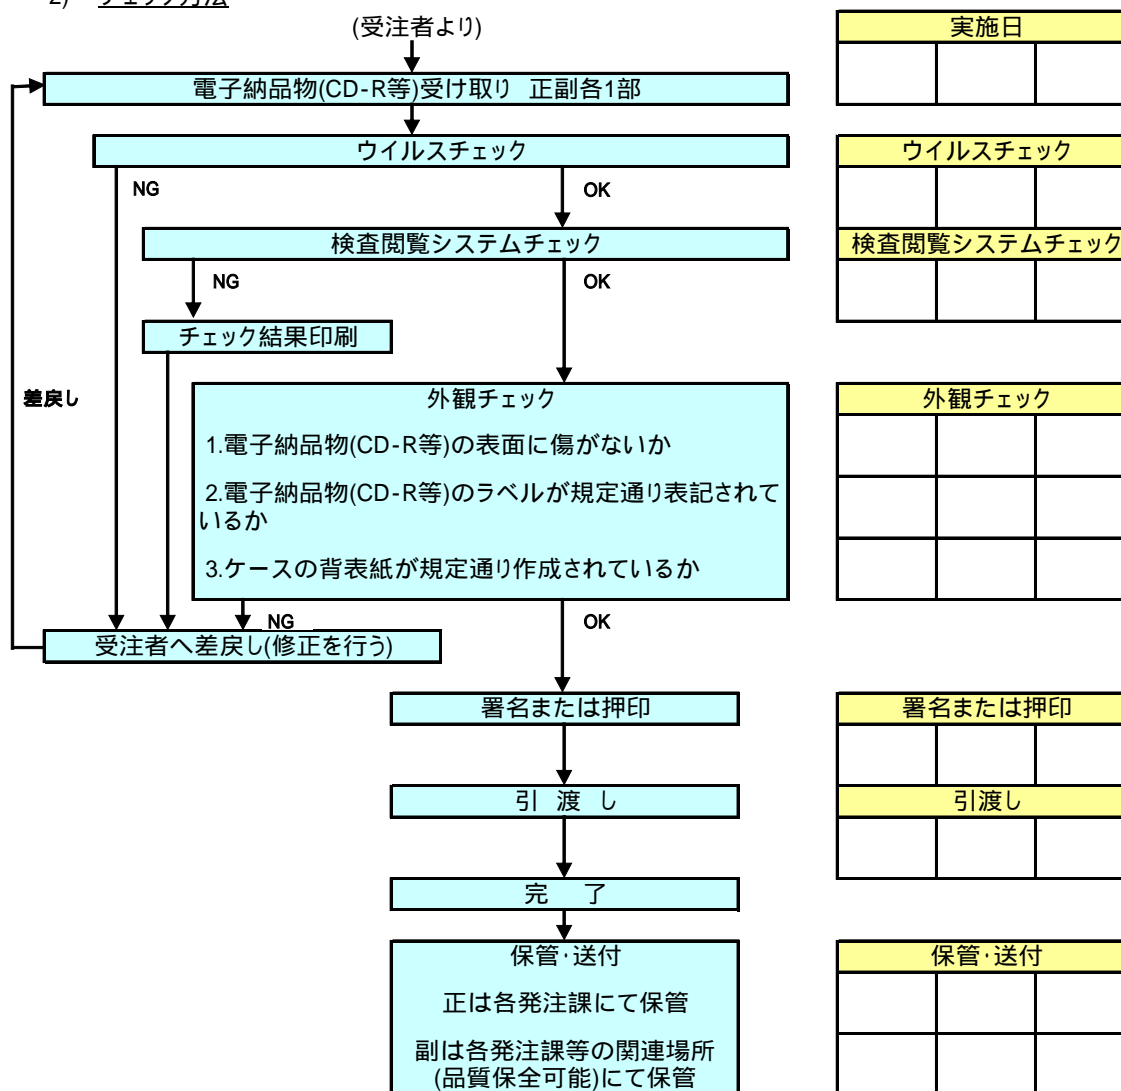 2) チェック方法
(受注者より)
電子納品物(CD-R等)受け取り 正副各1部
ウイルスチェック
NG
OK
検査閲覧システムチェック
NG
OK
チェック結果印刷
差戻し
外観チェック
1.電子納品物(CD-R等)の表面に傷がないか
2.電子納品物(CD-R等)のラベルが規定通り表記されて
いるか
3.ケースの背表紙が規定通り作成されているか
NG
OK
受注者へ差戻し(修正を行う)
署名または押印
引 渡 し
完 了
保管・送付
正は各発注課にて保管
副は各発注課等の関連場所
(品質保全可能)にて保管
実施日
ウイルスチェック
検査閲覧システムチェック
外観チェック
署名または押印
引渡し
保管・送付